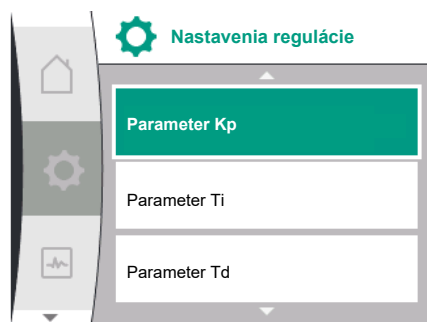 Nastavenia regulácie
Parameter Kp
Parameter Ti
Parameter Td